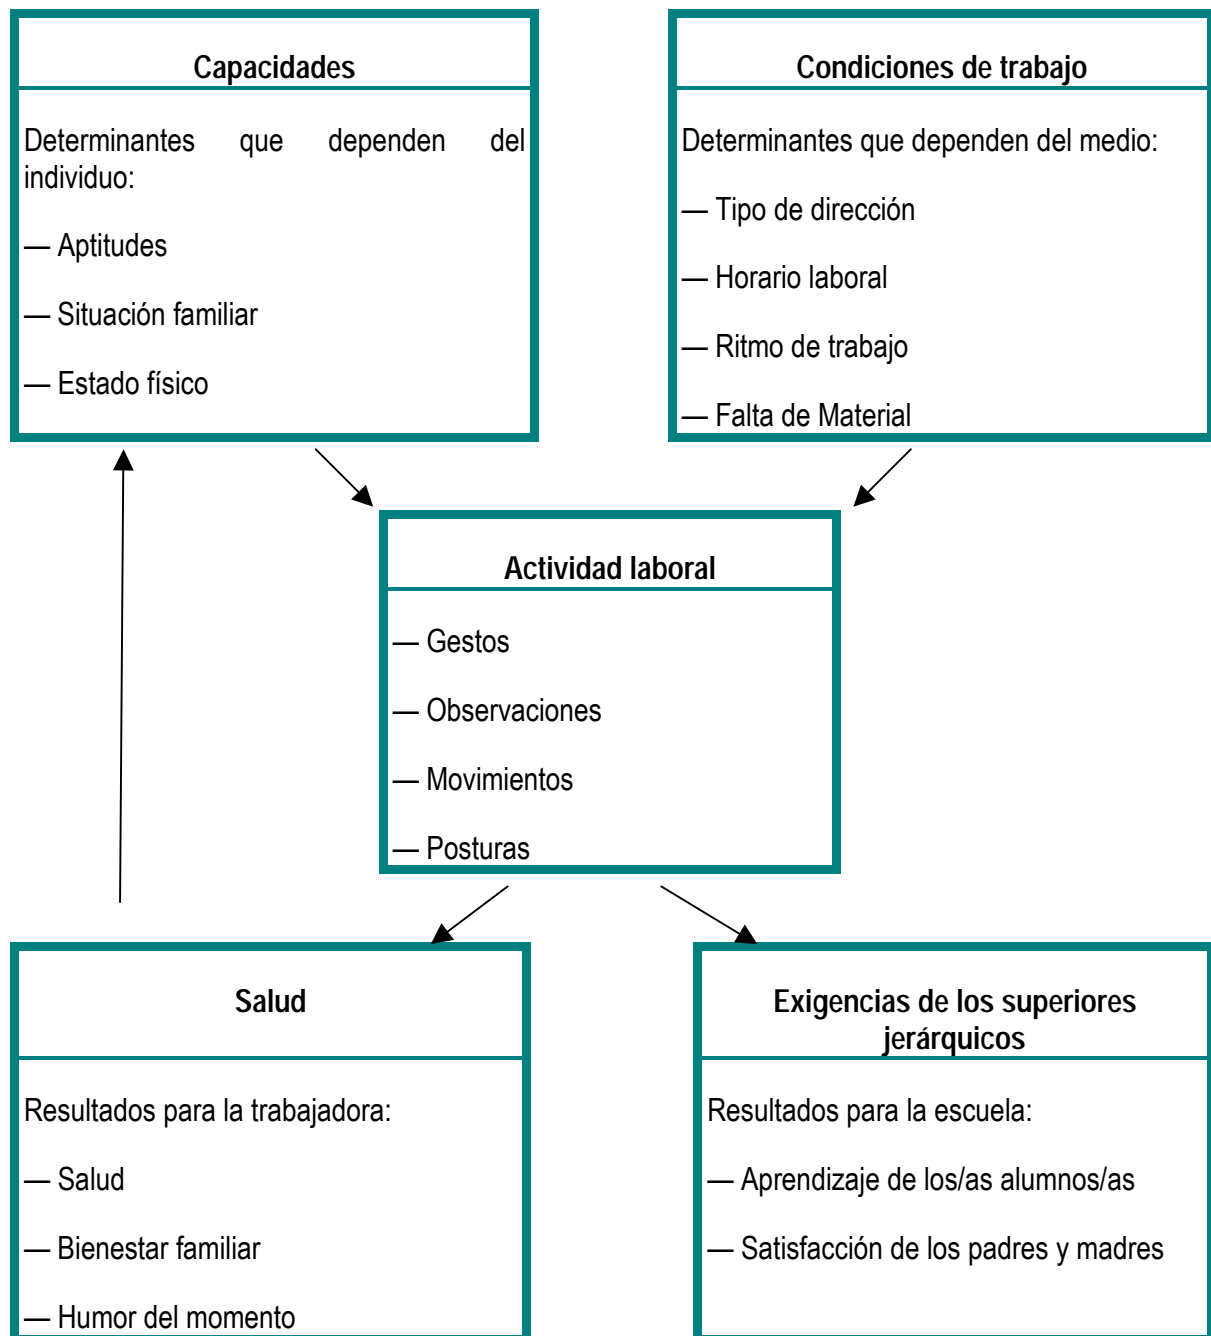 Capacidades
Determinantes que dependen del
individuo:
— Aptitudes
— Situación familiar
— Estado físico
Condiciones de trabajo
Determinantes que dependen del medio:
— Tipo de dirección
— Horario laboral
— Ritmo de trabajo
— Falta de Material
Actividad laboral
— Gestos
— Observaciones
— Movimientos
— Posturas
Salud
Resultados para la trabajadora:
— Salud
— Bienestar familiar
— Humor del momento
Exigencias de los superiores
jerárquicos
Resultados para la escuela:
— Aprendizaje de los/as alumnos/as
— Satisfacción de los padres y madres